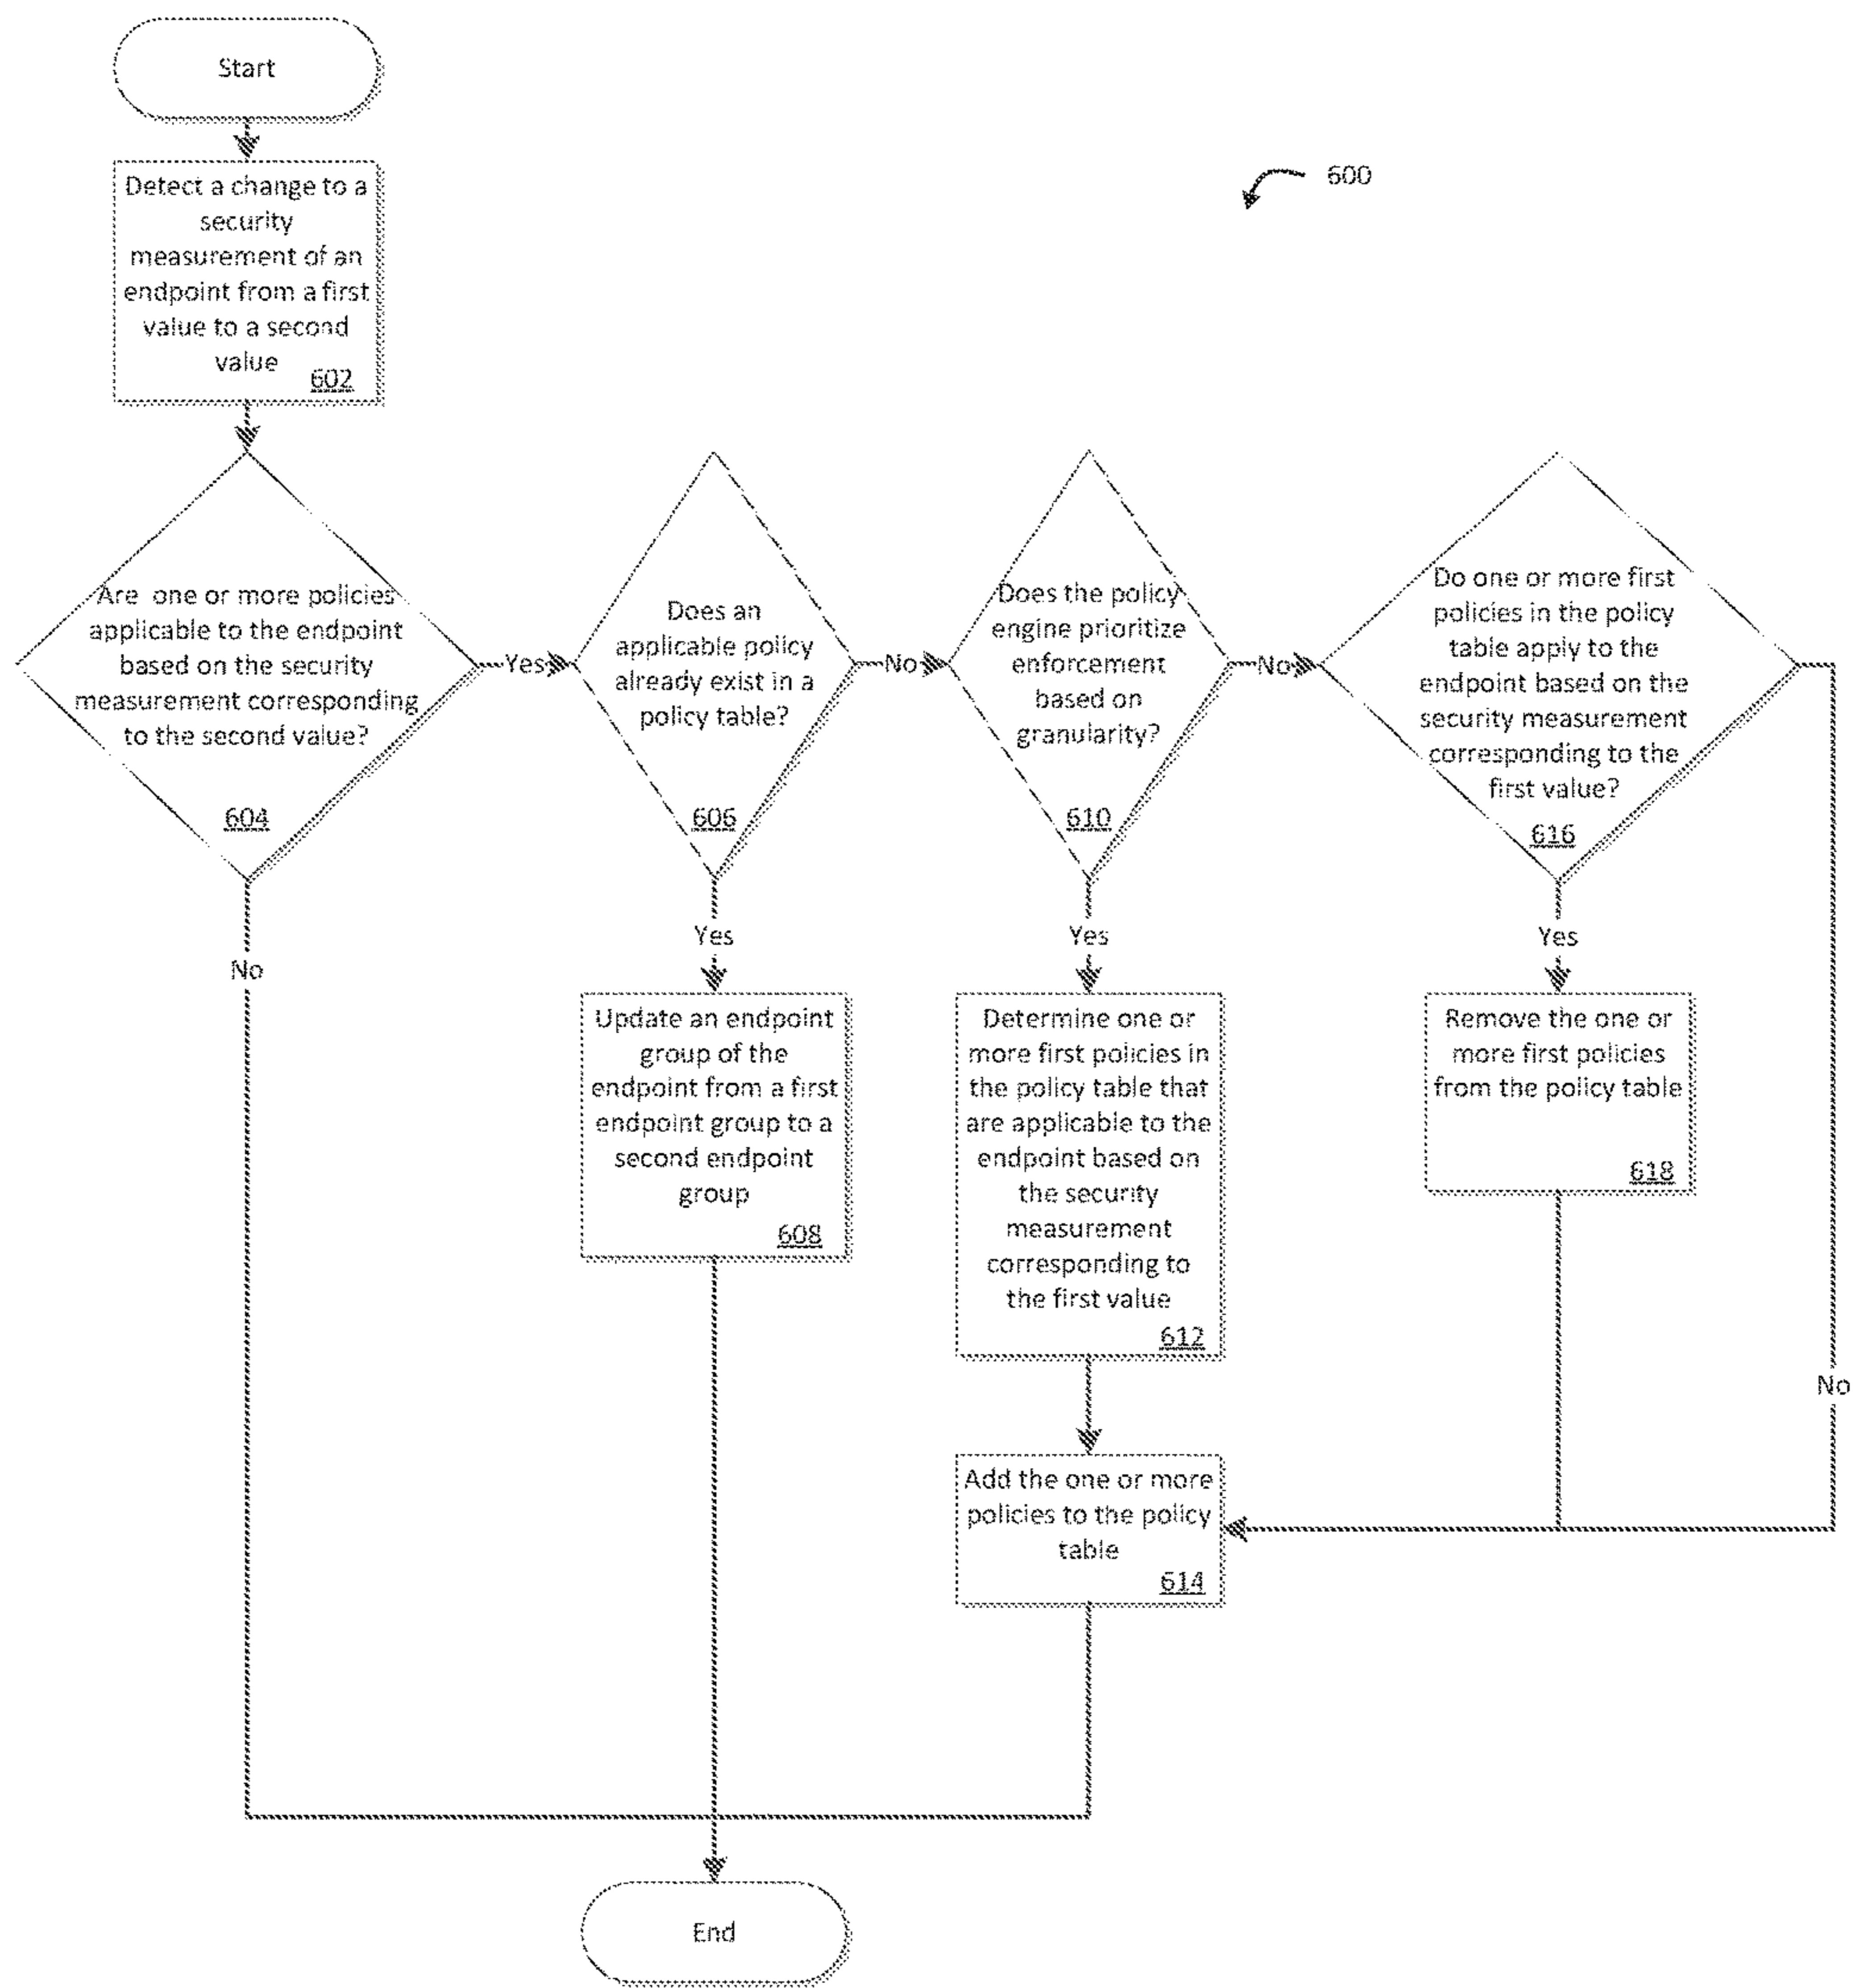 Start
600
Detect a change to a
security
measurement of an
endpoint from a first
value to a second
value
602
Are one or more policies
applicable to the endpoint
based on the security
measurement corresponding
to the second value?
604
Yes
No
Does an
applicable policy
already exist in a
policy table?
606
No
Yes
Does the policy
engine prioritize
enforcement
based on
granularity?
610
No
Yes
Do one or more first
policies in the policy
table apply to the
endpoint based on the
security measurement
corresponding to the
first value?
616
Yes
No
Update an endpoint
group of the
endpoint from a first
endpoint group to a
second endpoint
group
608
Determine one or
more first policies in
the policy table that
are applicable to the
endpoint based on
the security
measurement
corresponding to
the first value
612
Remove the one or
more first policies
from the policy table
618
Add the one or more
policies to the policy
table
614
End